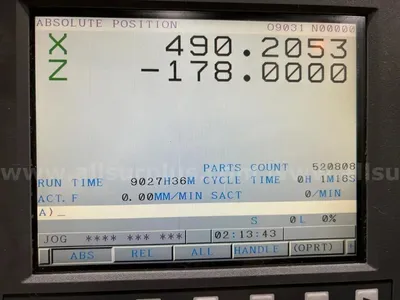 ABSOLUTE POSITION O9031 N00000
X 490.2053
Z -178.0000
PARTS COUNT 520806
RUN TIME 9027H36M CYCLE TIME 0H 1M16S
ACT.F 0.00MM/MIN SACT 0/MIN
A)_
S 0L 0%
JOG **** *** *** 02:13:43
ABS REL ALL HANDLE (OPRT)